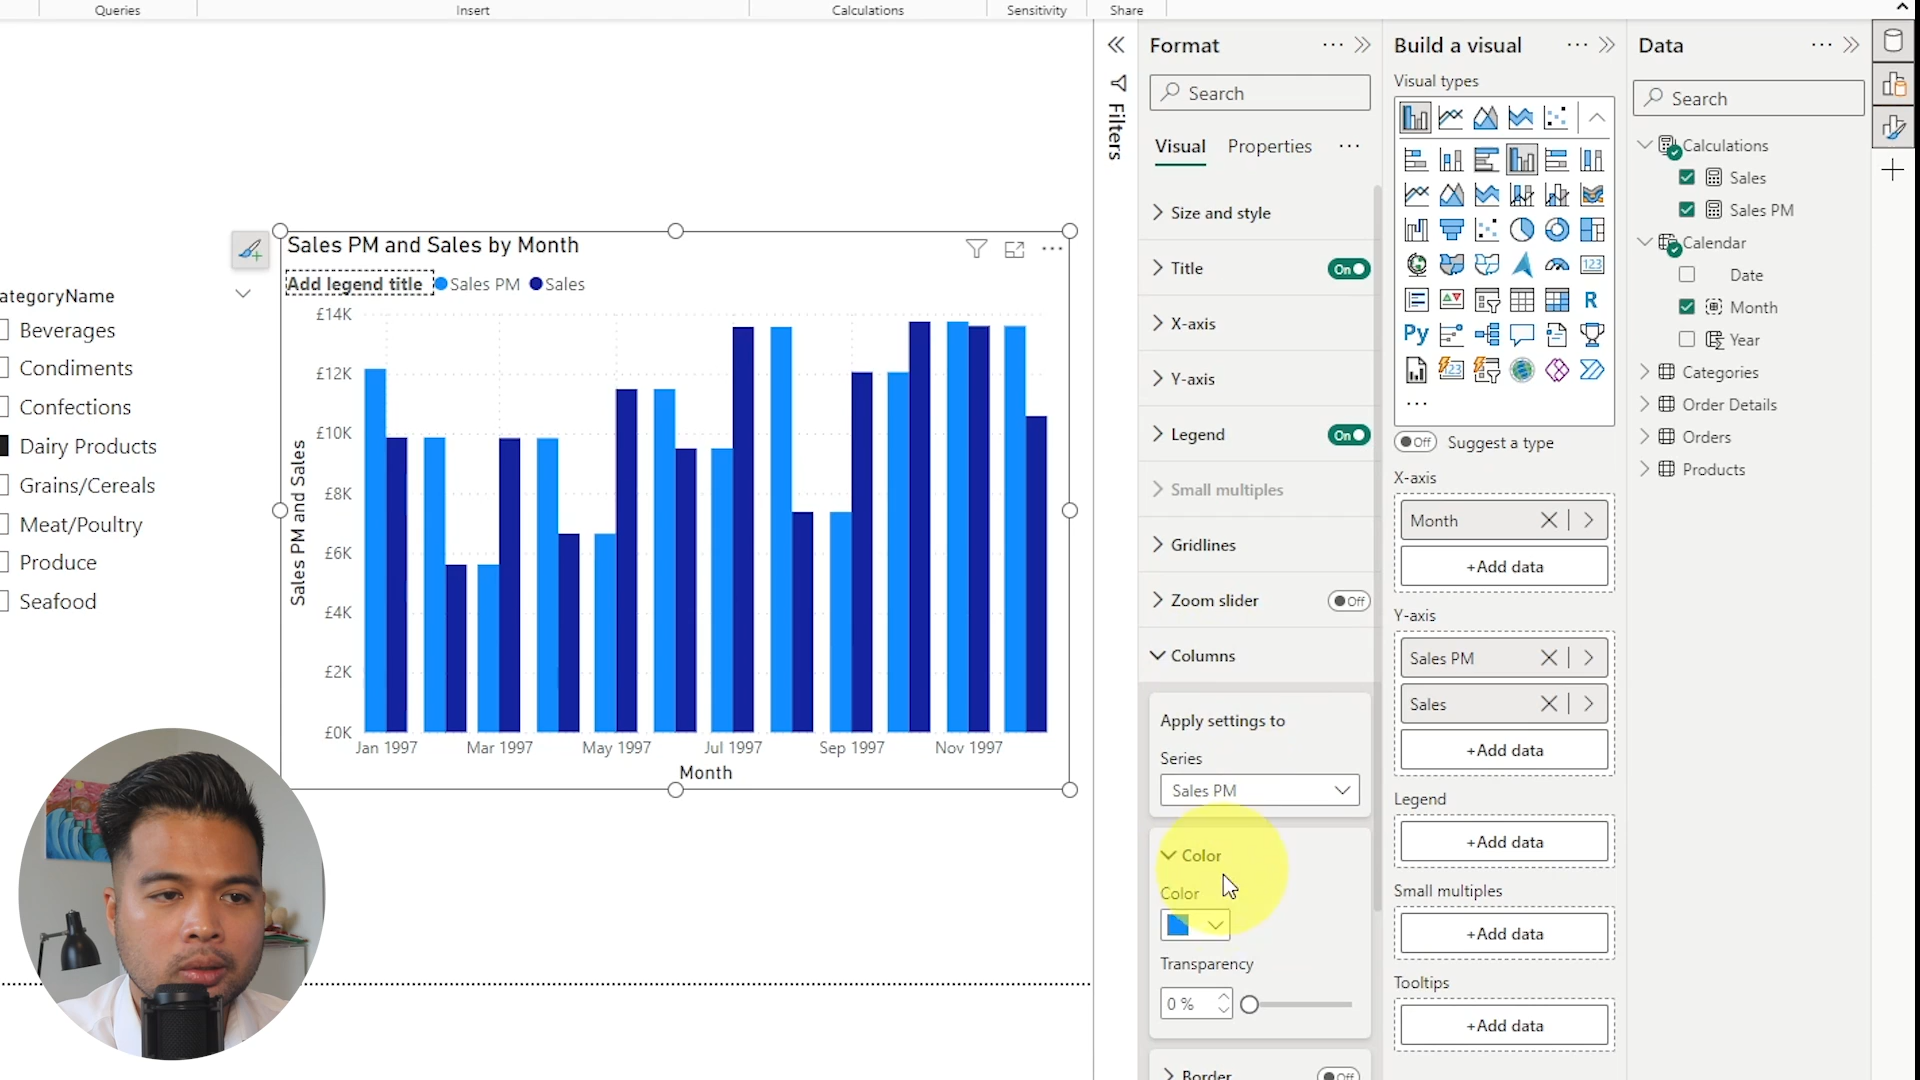 Queries
Insert
Calculations
Sensitivity
Share
ategoryName
Beverages
Condiments
Confections
Dairy Products
Grains/Cereals
Meat/Poultry
Produce
Seafood
Sales PM and Sales by Month
Add legend title Sales PM Sales
Sales PM and Sales
£14K
£12K
£10K
£8K
£6K
£4K
£2K
£0K
Jan 1997 Mar 1997 May 1997 Jul 1997 Sep 1997 Nov 1997
Month
Filters
Format
Search
Visual Properties
Size and style
Title On
X-axis
Y-axis
Legend On
Small multiples
Gridlines
Zoom slider Off
Columns
Apply settings to
Series
Sales PM
Color
Color
Transparency
0 %
Border Off
Build a visual
Visual types
123
R
Py
123
Off Suggest a type
X-axis
Month
+Add data
Y-axis
Sales PM
Sales
+Add data
Legend
+Add data
Small multiples
+Add data
Tooltips
+Add data
Data
Search
Calculations
Sales
Sales PM
Calendar
Date
Month
Year
Categories
Order Details
Orders
Products